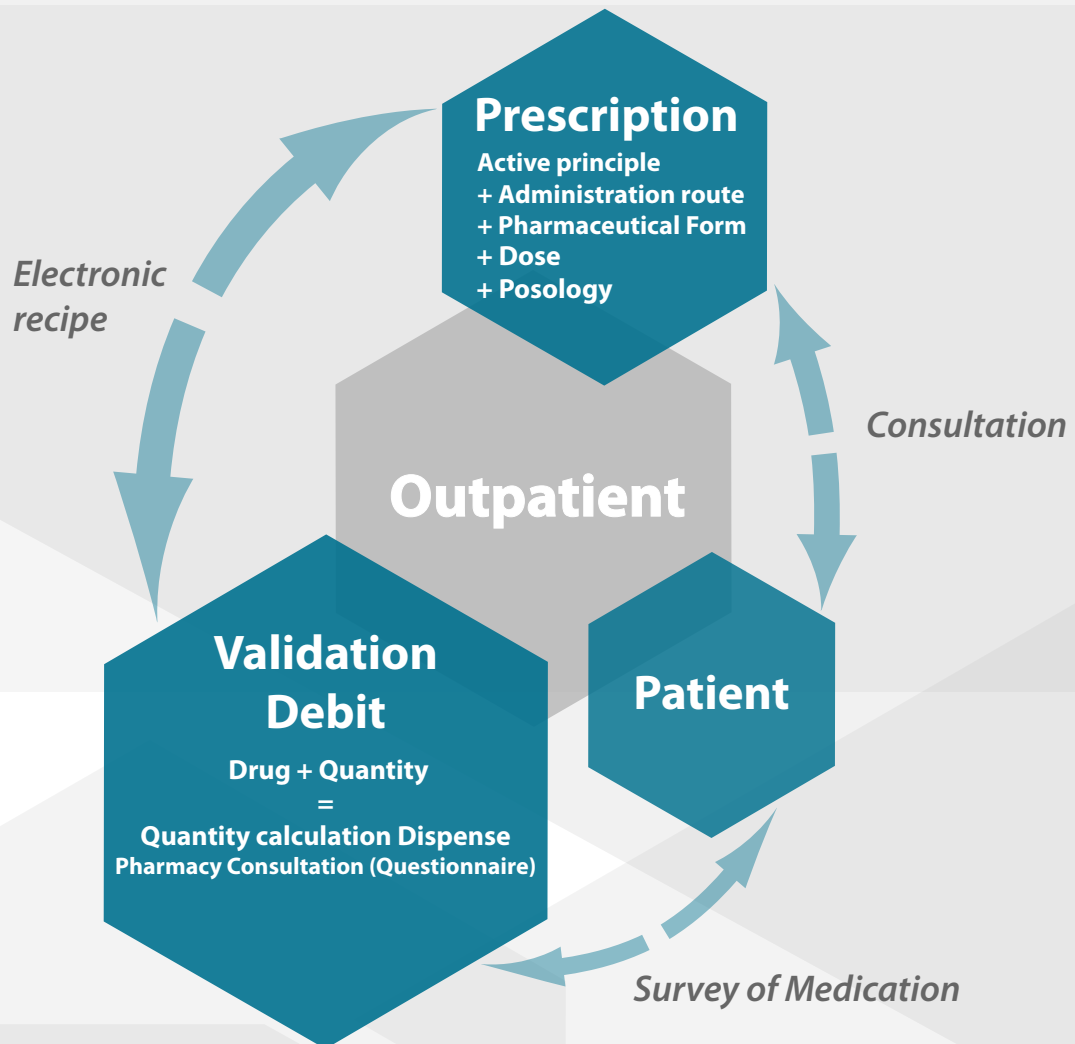 Prescription
Active principle
+ Administration route
+ Pharmaceutical Form
+ Dose
+ Posology
Electronic
recipe
Consultation
Outpatient
Validation
Debit
Drug + Quantity
=
Quantity calculation Dispense
Pharmacy Consultation (Questionnaire)
Patient
Survey of Medication